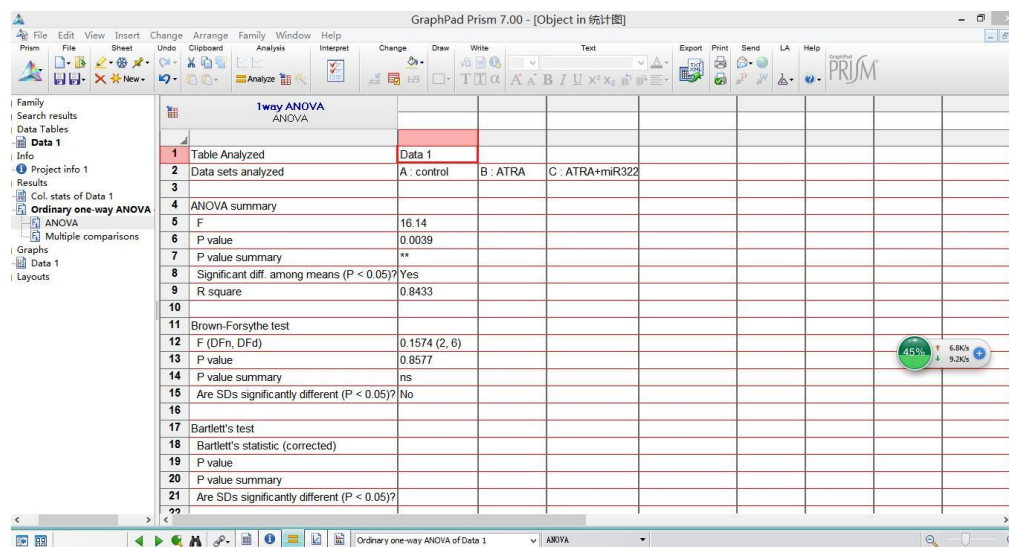 GraphPad Prism 7.00 - [Object in 统计图]
File Edit View Insert Change Arrange Family Window Help
Prism File Sheet Undo Clipboard Analysis Interpret Change Draw Write Text Export Print Send LA Help
New
Analyze
123
T T α A A B I U X² X₂
GraphPad
PRISM
Family
Search results
Data Tables
Data 1
Info
Project info 1
Results
Col. stats of Data 1
Ordinary one-way ANOVA
ANOVA
Multiple comparisons
Graphs
Data 1
Layouts
1way ANOVA
ANOVA
1 Table Analyzed Data 1
2 Data sets analyzed A : control B : ATRA C : ATRA+miR322
3
4 ANOVA summary
5 F 16.14
6 P value 0.0039
7 P value summary **
8 Significant diff. among means (P < 0.05)? Yes
9 R square 0.8433
10
11 Brown-Forsythe test
12 F (DFn, DFd) 0.1574 (2, 6)
13 P value 0.8577
14 P value summary ns
15 Are SDs significantly different (P < 0.05)? No
16
17 Bartlett's test
18 Bartlett's statistic (corrected)
19 P value
20 P value summary
21 Are SDs significantly different (P < 0.05)?
22
45% 6.8K/s
9.2K/s
Ordinary one-way ANOVA of Data 1 ANOVA